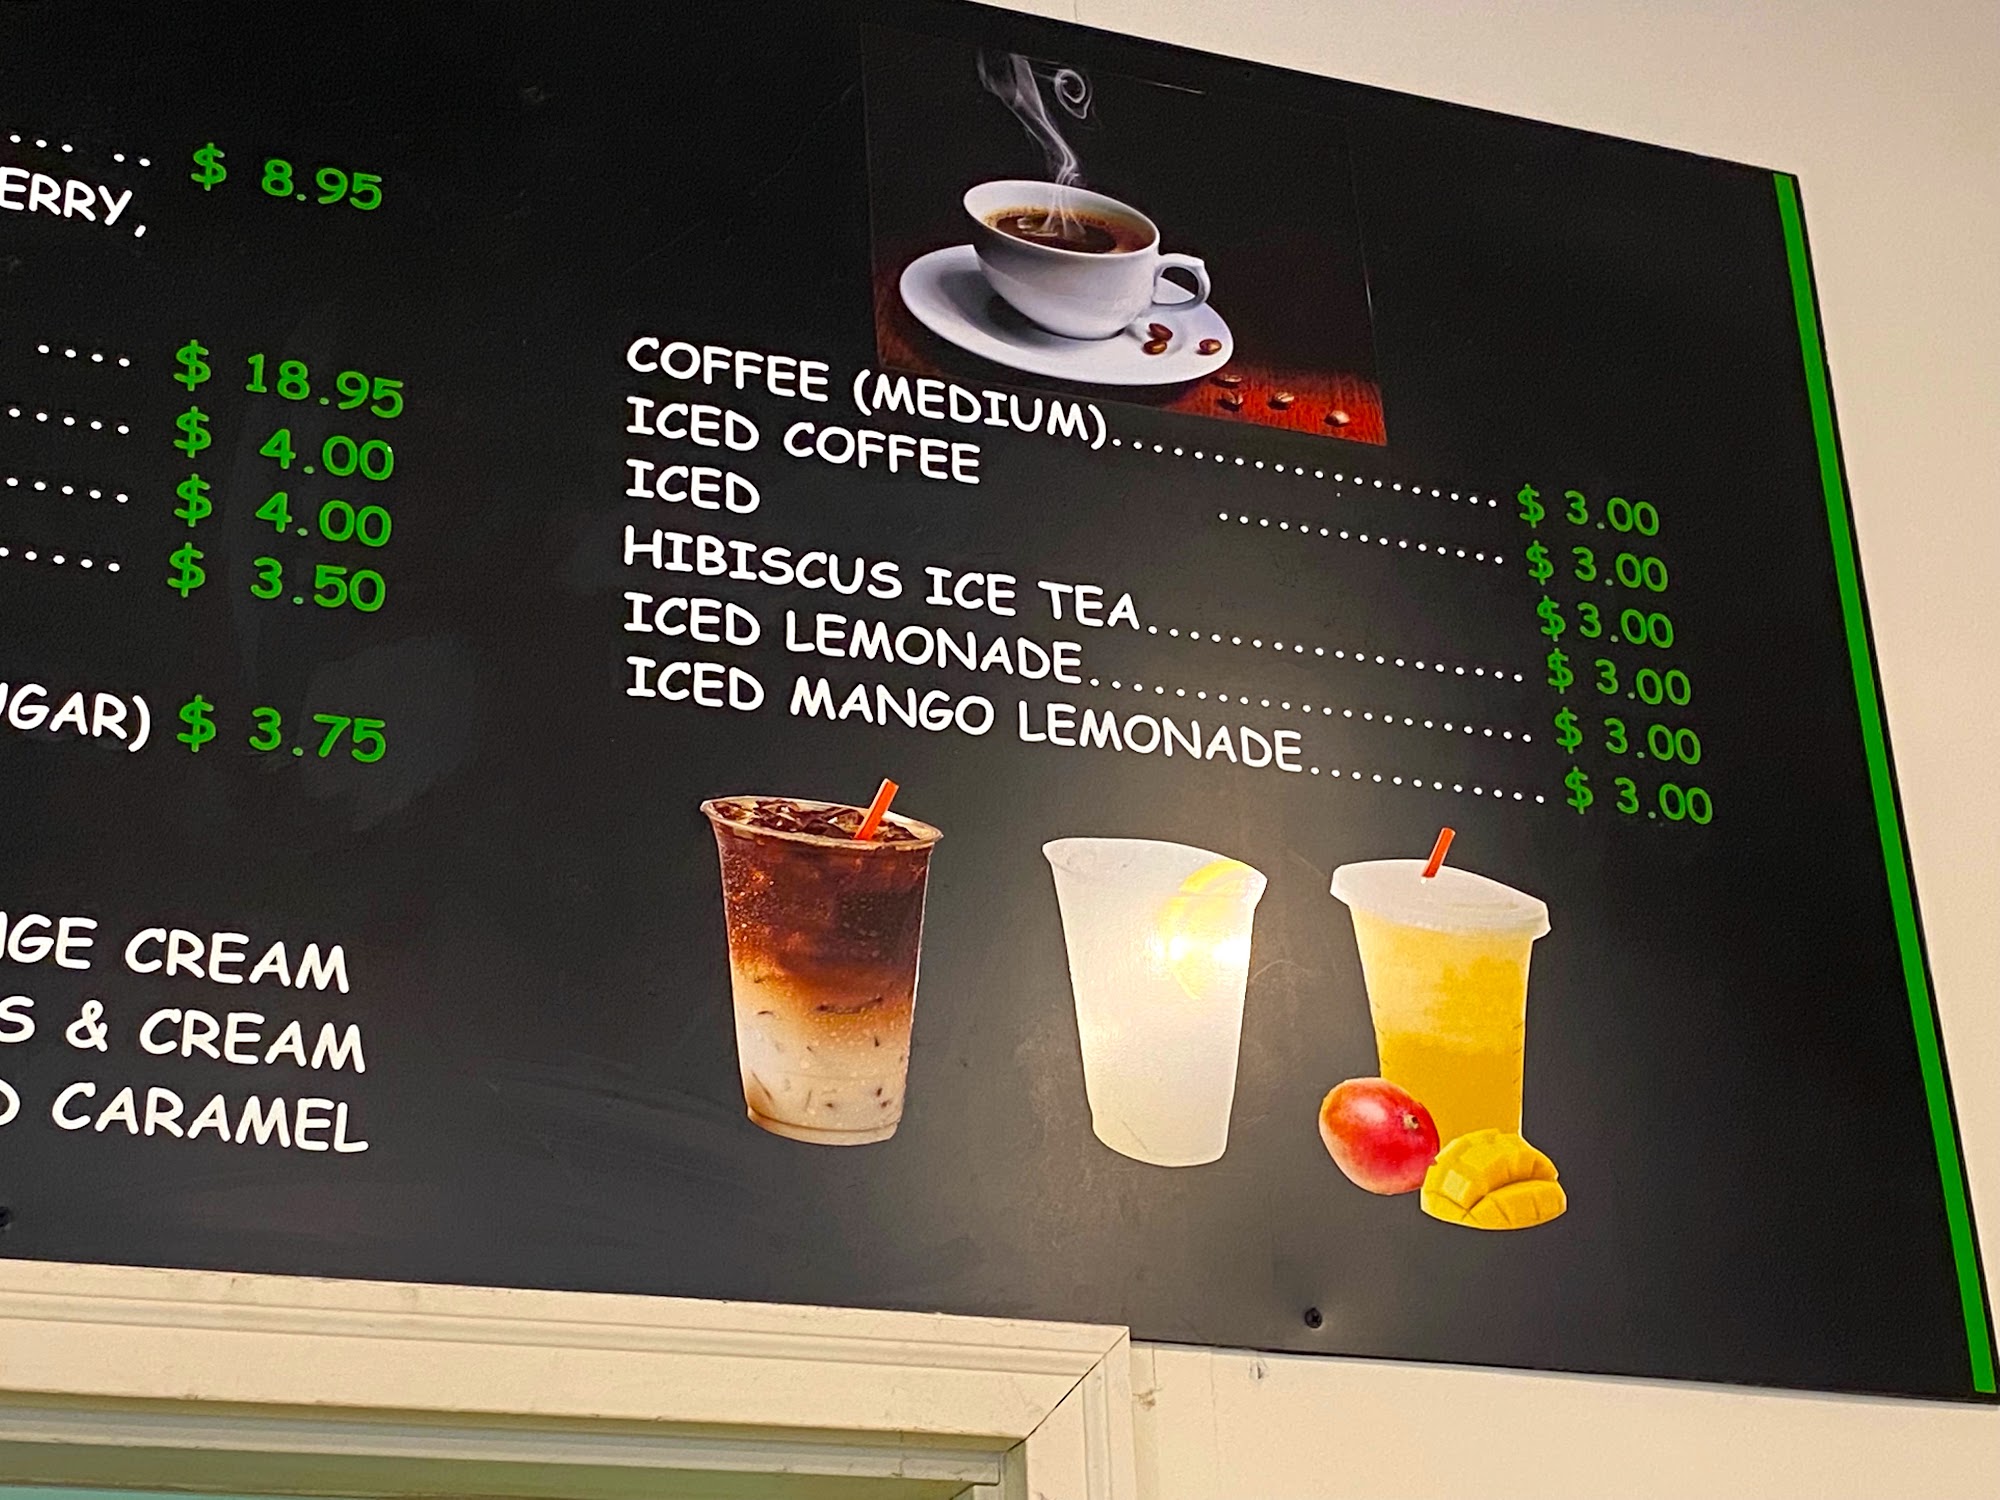 ... .. $ 8.95
ERRY,
.... $ 18.95
..... $ 4.00
..... $ 4.00
..... $ 3.50
UGAR) $ 3.75
NGE CREAM
S & CREAM
D CARAMEL
COFFEE (MEDIUM)............................. $ 3.00
ICED COFFEE ..................... $ 3.00
ICED $ 3.00
HIBISCUS ICE TEA............................ $ 3.00
ICED LEMONADE................................. $ 3.00
ICED MANGO LEMONADE.................. $ 3.00